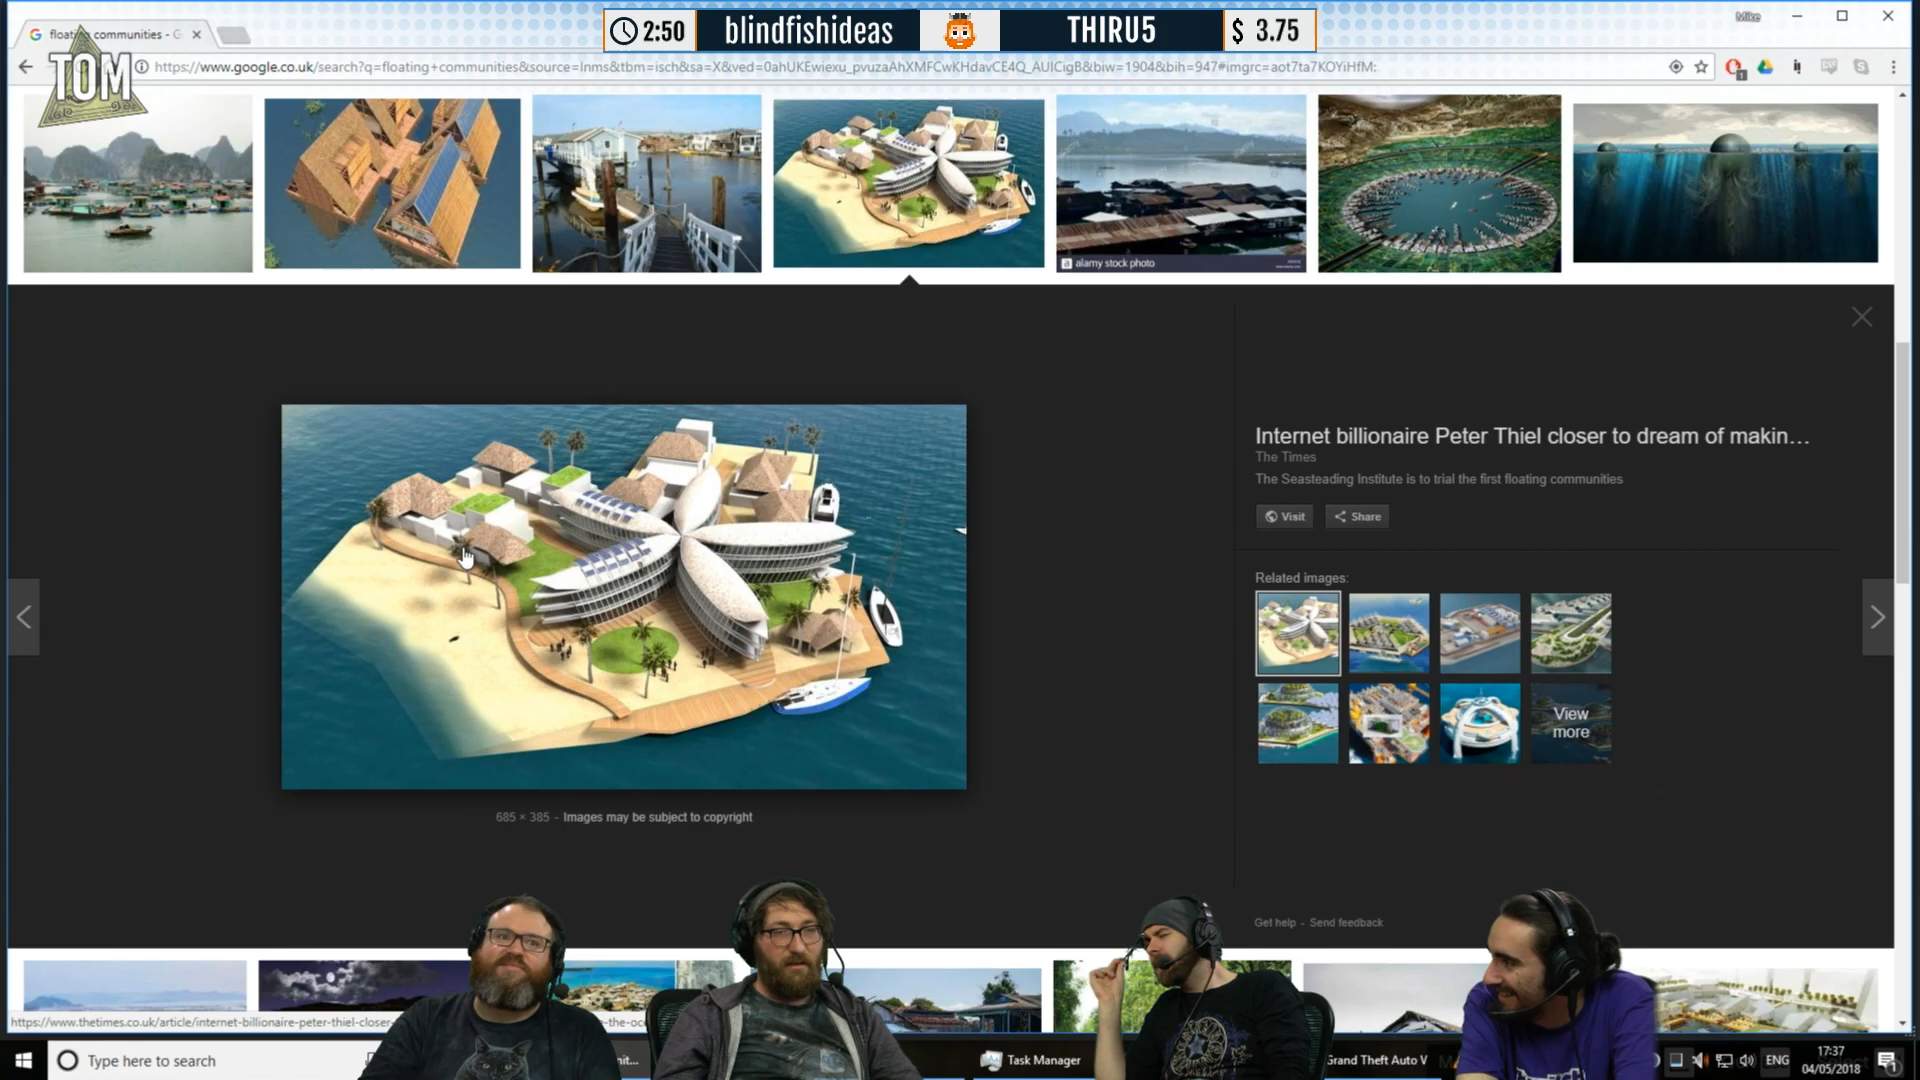 2:50
blindfishideas
THIRU5
$ 3.75
Mike
floating communities - G
TOM
https://www.google.co.uk/search?q=floating+communities&source=lnms&tbm=isch&sa=X&ved=0ahUKEwiexu_pvuzaAhXMFCwKHdavCE4Q_AUICigB&biw=1904&bih=947#imgrc=aot7ta7KOYiHfM:
a alamy stock photo
Internet billionaire Peter Thiel closer to dream of makin...
The Times
The Seasteading Institute is to trial the first floating communities
Visit
Share
Related images:
View
more
685 × 385 - Images may be subject to copyright
Get help - Send feedback
https://www.thetimes.co.uk/article/internet-billionaire-peter-thiel-closer-
Type here to search
Task Manager
Grand Theft Auto V
ENG
17:37
04/05/2018